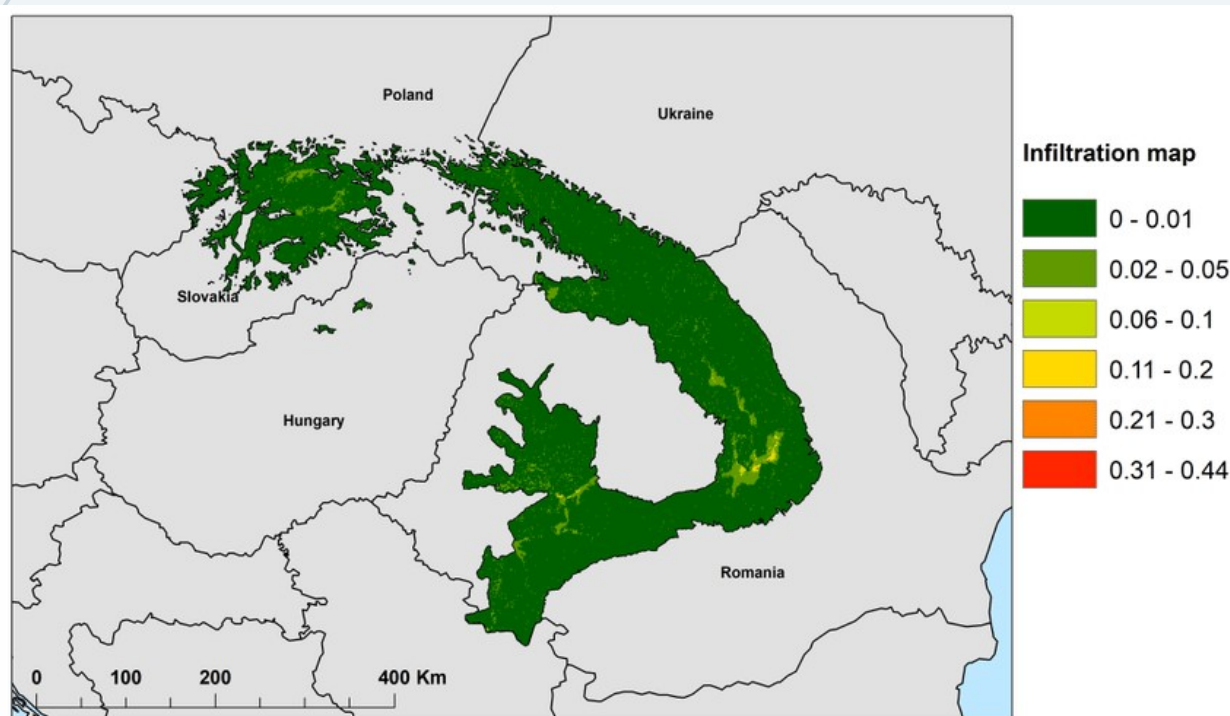 Poland
Ukraine
Infiltration map
0 - 0.01
0.02 - 0.05
0.06 - 0.1
0.11 - 0.2
0.21 - 0.3
0.31 - 0.44
Slovakia
Hungary
Romania
0 100 200 400 Km